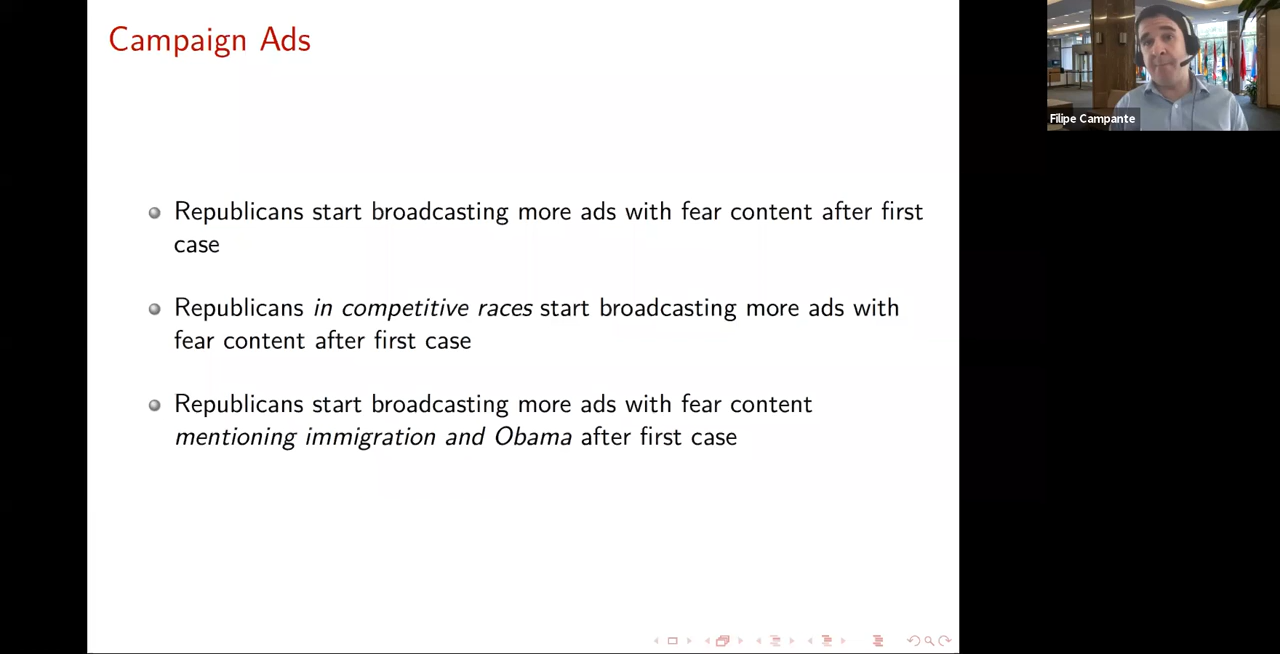 Campaign Ads
Filipe Campante
Republicans start broadcasting more ads with fear content after first
case
Republicans in competitive races start broadcasting more ads with
fear content after first case
Republicans start broadcasting more ads with fear content
mentioning immigration and Obama after first case